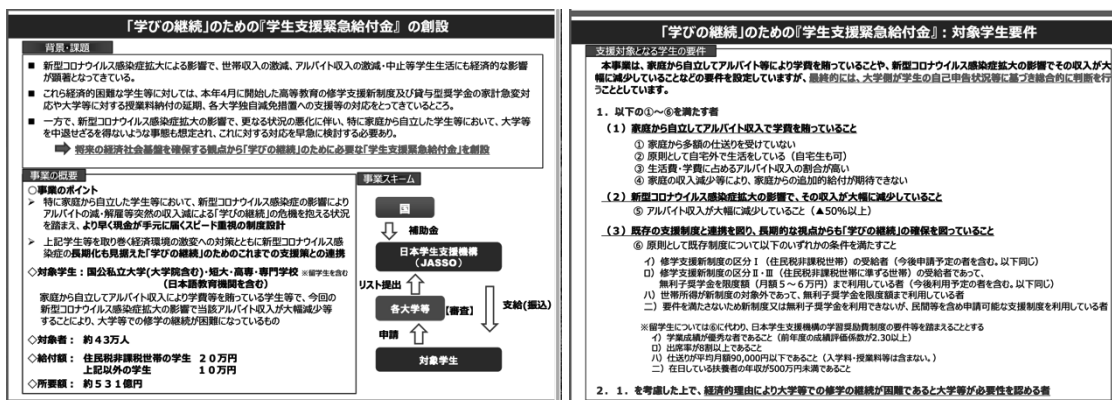 「学びの継続」のための『学生支援緊急給付金』の創設
背景・課題
■ 新型コロナウイルス感染症拡大による影響で、世帯収入の激減、アルバイト収入の激減・中止等学生生活にも経済的な影響
が顕著となってきている。
■ これら経済的困難な学生等に対しては、本年4月に開始した高等教育の修学支援新制度及び貸与型奨学金の家計急変対
応や大学等に対する授業料納付の延期、各大学独自減免措置への支援等の対応をとってきているところ。
■ 一方で、新型コロナウイルス感染症拡大の影響で、更なる状況の悪化に伴い、特に家庭から自立した学生等において、大学等
を中退せざるを得ないような事態も想定され、これに対する対応を早急に検討する必要あり。
➡ 将来の経済社会基盤を確保する観点から「学びの継続」のために必要な「学生支援緊急給付金」を創設
事業の概要
○事業のポイント
➢ 特に家庭から自立した学生等において、新型コロナウイルス感染症の影響により
アルバイトの減・解雇等突然の収入減による「学びの継続」の危機を抱える状況
を踏まえ、より早く現金が手元に届くスピード重視の制度設計
➢ 上記学生等を取り巻く経済環境の激変への対策とともに新型コロナウイルス感
染症の長期化も見据えた「学びの継続」のためのこれまでの支援策との連携
◇対象学生：国公私立大学(大学院含む)・短大・高専・専門学校 ※留学生を含む
(日本語教育機関を含む)
家庭から自立してアルバイト収入により学費等を賄っている学生等で、今回の
新型コロナウイルス感染症拡大の影響で当該アルバイト収入が大幅減少等
することにより、大学等での修学の継続が困難になっているもの
◇対象者：約４３万人
◇給付額：住民税非課税世帯の学生 ２０万円
上記以外の学生 １０万円
◇所要額：約５３１億円
事業スキーム
国
補助金
日本学生支援機構
(JASSO)
リスト提出
各大学等
【審査】
支給(振込)
申請
対象学生
「学びの継続」のための『学生支援緊急給付金』：対象学生要件
支援対象となる学生の要件
本事業は、家庭から自立してアルバイト等により学費を賄っていることや、新型コロナウイルス感染症拡大の影響でその収入が大
幅に減少していることなどの要件を設定していますが、最終的には、大学側が学生の自己申告状況等に基づき総合的に判断を行
うこととしています。
１．以下の①～⑥を満たす者
（１）家庭から自立してアルバイト収入で学費を賄っていること
① 家庭から多額の仕送りを受けていない
② 原則として自宅外で生活をしている（自宅生も可）
③ 生活費・学費に占めるアルバイト収入の割合が高い
④ 家庭の収入減少等により、家庭からの追加的給付が期待できない
（２）新型コロナウイルス感染症拡大の影響で、その収入が大幅に減少していること
⑤ アルバイト収入が大幅に減少していること（▲50%以上）
（３）既存の支援制度と連携を図り、長期的な視点からも「学びの継続」の確保を図っていること
⑥ 原則として既存制度について以下のいずれかの条件を満たすこと
イ）修学支援新制度の区分Ⅰ（住民税非課税世帯）の受給者（今後申請予定の者を含む。以下同じ）
ロ）修学支援新制度の区分Ⅱ・Ⅲ（住民税非課税世帯に準ずる世帯）の受給者であって、
無利子奨学金を限度額（月額５～６万円）まで利用している者（今後利用予定の者を含む。以下同じ）
ハ）世帯所得が新制度の対象外であって、無利子奨学金を限度額まで利用している者
ニ）要件を満たさないため新制度又は無利子奨学金を利用できないが、民間等を含め申請可能な支援制度を利用している者
※留学生については⑥に代わり、日本学生支援機構の学習奨励費制度の要件等を踏まえることとする
イ）学業成績が優秀な者であること（前年度の成績評価係数が2.30以上）
ロ）出席率が8割以上であること
ハ）仕送りが平均月額90,000円以下であること（入学料・授業料等は含まない。）
ニ）在日している扶養者の年収が500万円未満であること
２．１．を考慮した上で、経済的理由により大学等での修学の継続が困難であると大学等が必要性を認める者